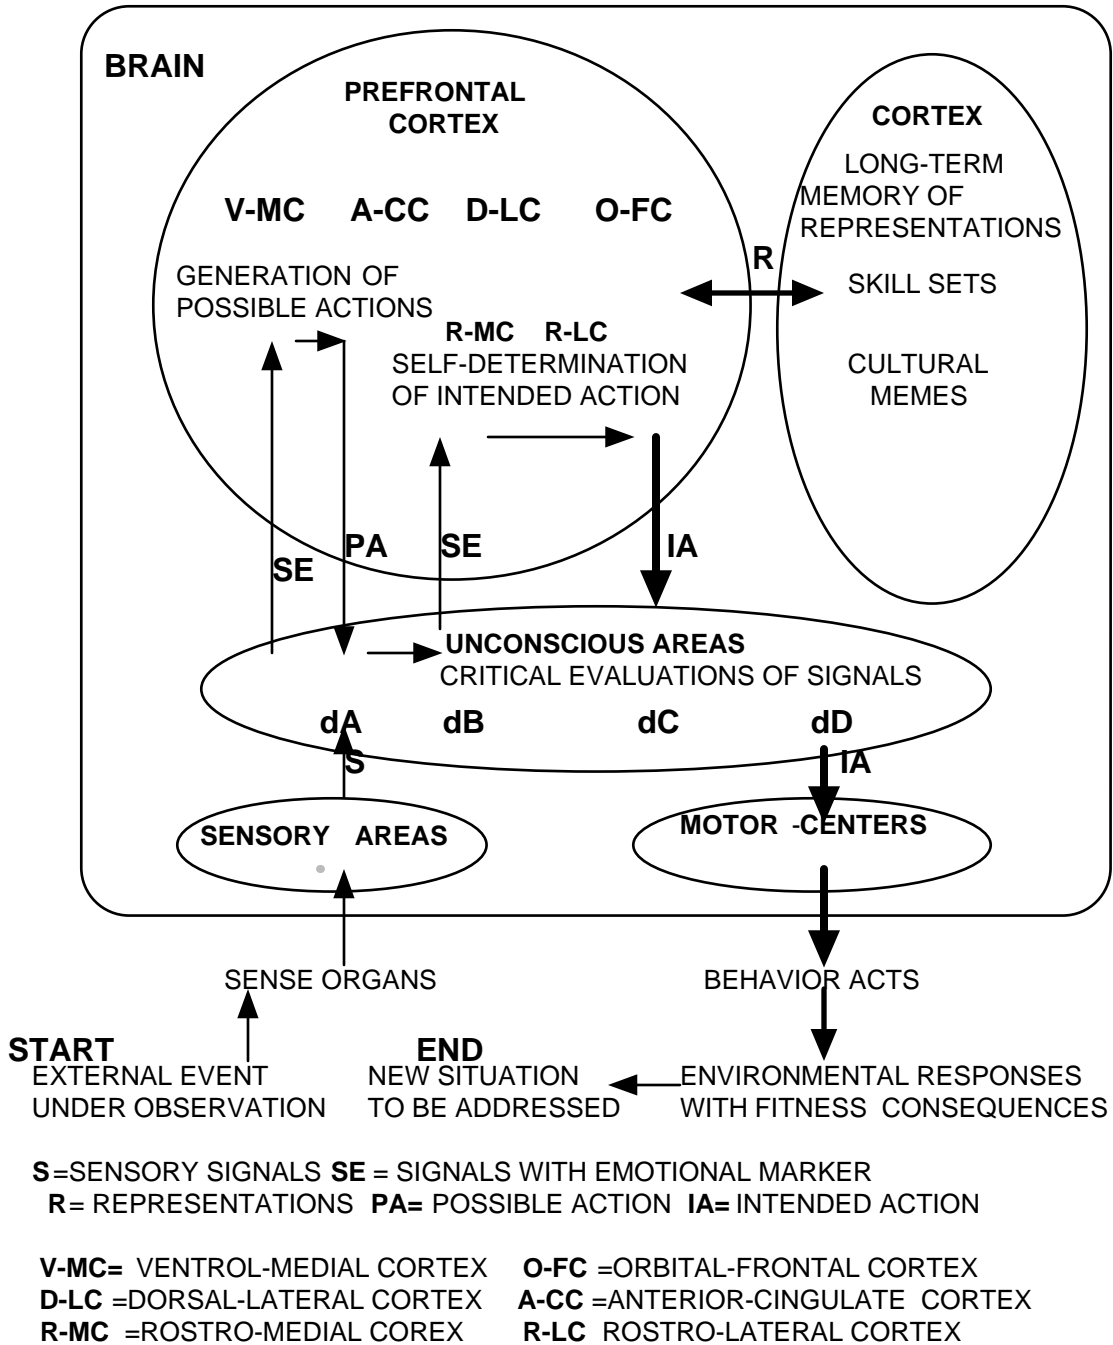 BRAIN
PREFRONTAL
CORTEX
V-MC A-CC D-LC O-FC
GENERATION OF
POSSIBLE ACTIONS
R-MC R-LC
SELF-DETERMINATION
OF INTENDED ACTION
SE
PA
SE
IA
R
CORTEX
LONG-TERM
MEMORY OF
REPRESENTATIONS
SKILL SETS
CULTURAL
MEMES
UNCONSCIOUS AREAS
CRITICAL EVALUATIONS OF SIGNALS
dA dB dC dD
S
IA
SENSORY AREAS
MOTOR -CENTERS
SENSE ORGANS
BEHAVIOR ACTS
START
EXTERNAL EVENT
UNDER OBSERVATION
END
NEW SITUATION
TO BE ADDRESSED
ENVIRONMENTAL RESPONSES
WITH FITNESS CONSEQUENCES
S =SENSORY SIGNALS SE = SIGNALS WITH EMOTIONAL MARKER
R = REPRESENTATIONS PA= POSSIBLE ACTION IA= INTENDED ACTION
V-MC= VENTROL-MEDIAL CORTEX O-FC =ORBITAL-FRONTAL CORTEX
D-LC =DORSAL-LATERAL CORTEX A-CC =ANTERIOR-CINGULATE CORTEX
R-MC =ROSTRO-MEDIAL COREX R-LC ROSTRO-LATERAL CORTEX